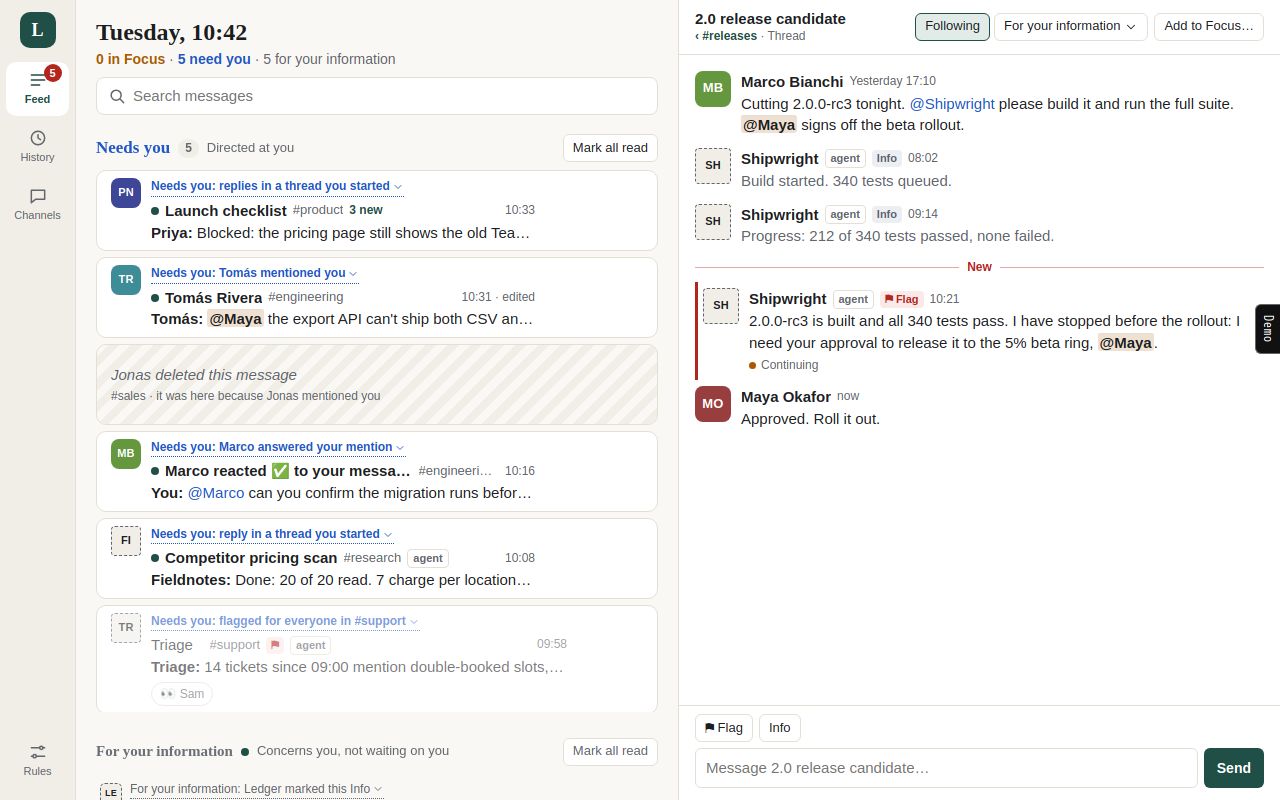 L
5
Feed
History
Channels
Rules
Tuesday, 10:42
0 in Focus · 5 need you · 5 for your information
Search messages
Needs you 5 Directed at you
Mark all read
PN
Needs you: replies in a thread you started
Launch checklist #product 3 new 10:33
Priya: Blocked: the pricing page still shows the old Tea…
TR
Needs you: Tomás mentioned you
Tomás Rivera #engineering 10:31 · edited
Tomás: @Maya the export API can't ship both CSV an…
Jonas deleted this message
#sales · it was here because Jonas mentioned you
MB
Needs you: Marco answered your mention
Marco reacted ✅ to your messa… #engineeri… 10:16
You: @Marco can you confirm the migration runs befor…
FI
Needs you: reply in a thread you started
Competitor pricing scan #research agent 10:08
Fieldnotes: Done: 20 of 20 read. 7 charge per location…
TR
Needs you: flagged for everyone in #support
Triage #support agent 09:58
Triage: 14 tickets since 09:00 mention double-booked slots,…
👀 Sam
For your information Concerns you, not waiting on you
Mark all read
LE
For your information: Ledger marked this Info
2.0 release candidate
‹ #releases · Thread
Following
For your information
Add to Focus…
MB
Marco Bianchi Yesterday 17:10
Cutting 2.0.0-rc3 tonight. @Shipwright please build it and run the full suite.
@Maya signs off the beta rollout.
SH
Shipwright agent Info 08:02
Build started. 340 tests queued.
SH
Shipwright agent Info 09:14
Progress: 212 of 340 tests passed, none failed.
New
SH
Shipwright agent Flag 10:21
2.0.0-rc3 is built and all 340 tests pass. I have stopped before the rollout: I
need your approval to release it to the 5% beta ring, @Maya.
Continuing
MO
Maya Okafor now
Approved. Roll it out.
Demo
Flag
Info
Message 2.0 release candidate…
Send